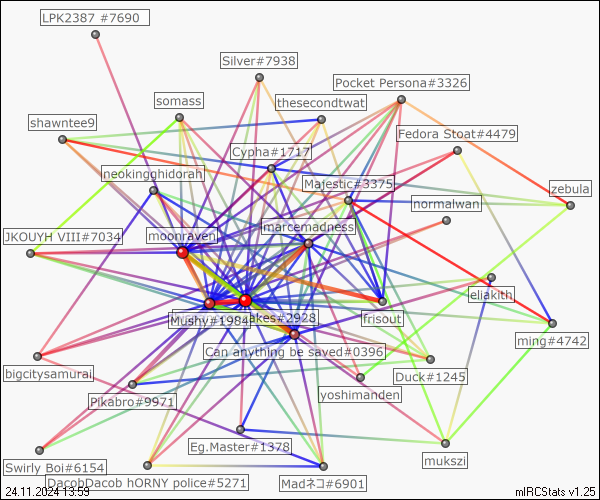 LPK2387 #7690
Silver#7938
Pocket Persona#3326
somass
thesecondtwat
shawntee9
Fedora Stoat#4479
Cypha#1717
neokingghidorah
Majestic#3375
zebula
normalwan
marcemadness
JKOUYH VIII#7034
moonraven
eliakith
akes#2928
Mushy#1984
frisout
ming#4742
Can anything be saved#0396
bigcitysamurai
Duck#1245
yoshimanden
Pikabro#9971
Eg.Master#1378
mukszi
Swirly Boi#6154
DacobDacob hORNY police#5271
Madネコ#6901
24.11.2024 13:59
mIRCStats v1.25